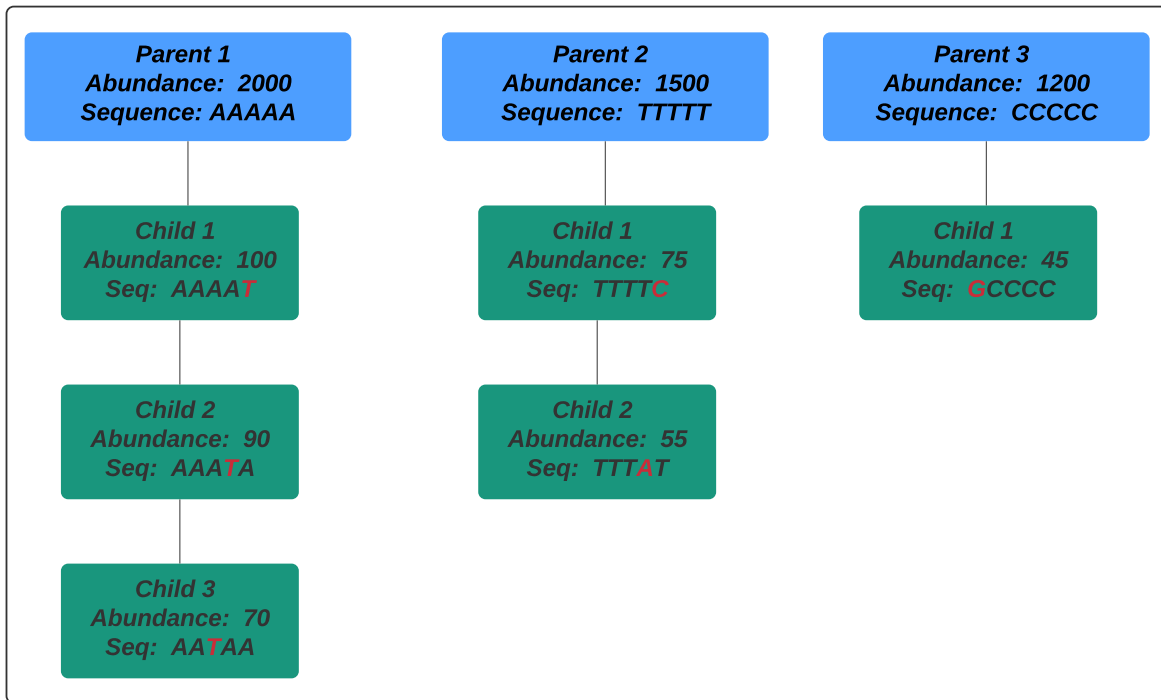 Parent 1
Abundance: 2000
Sequence: AAAAA
Parent 2
Abundance: 1500
Sequence: TTTTT
Parent 3
Abundance: 1200
Sequence: CCCCC
Child 1
Abundance: 100
Seq: AAAAT
Child 1
Abundance: 75
Seq: TTTTC
Child 1
Abundance: 45
Seq: GCCCC
Child 2
Abundance: 90
Seq: AAATA
Child 2
Abundance: 55
Seq: TTTAT
Child 3
Abundance: 70
Seq: AATAA